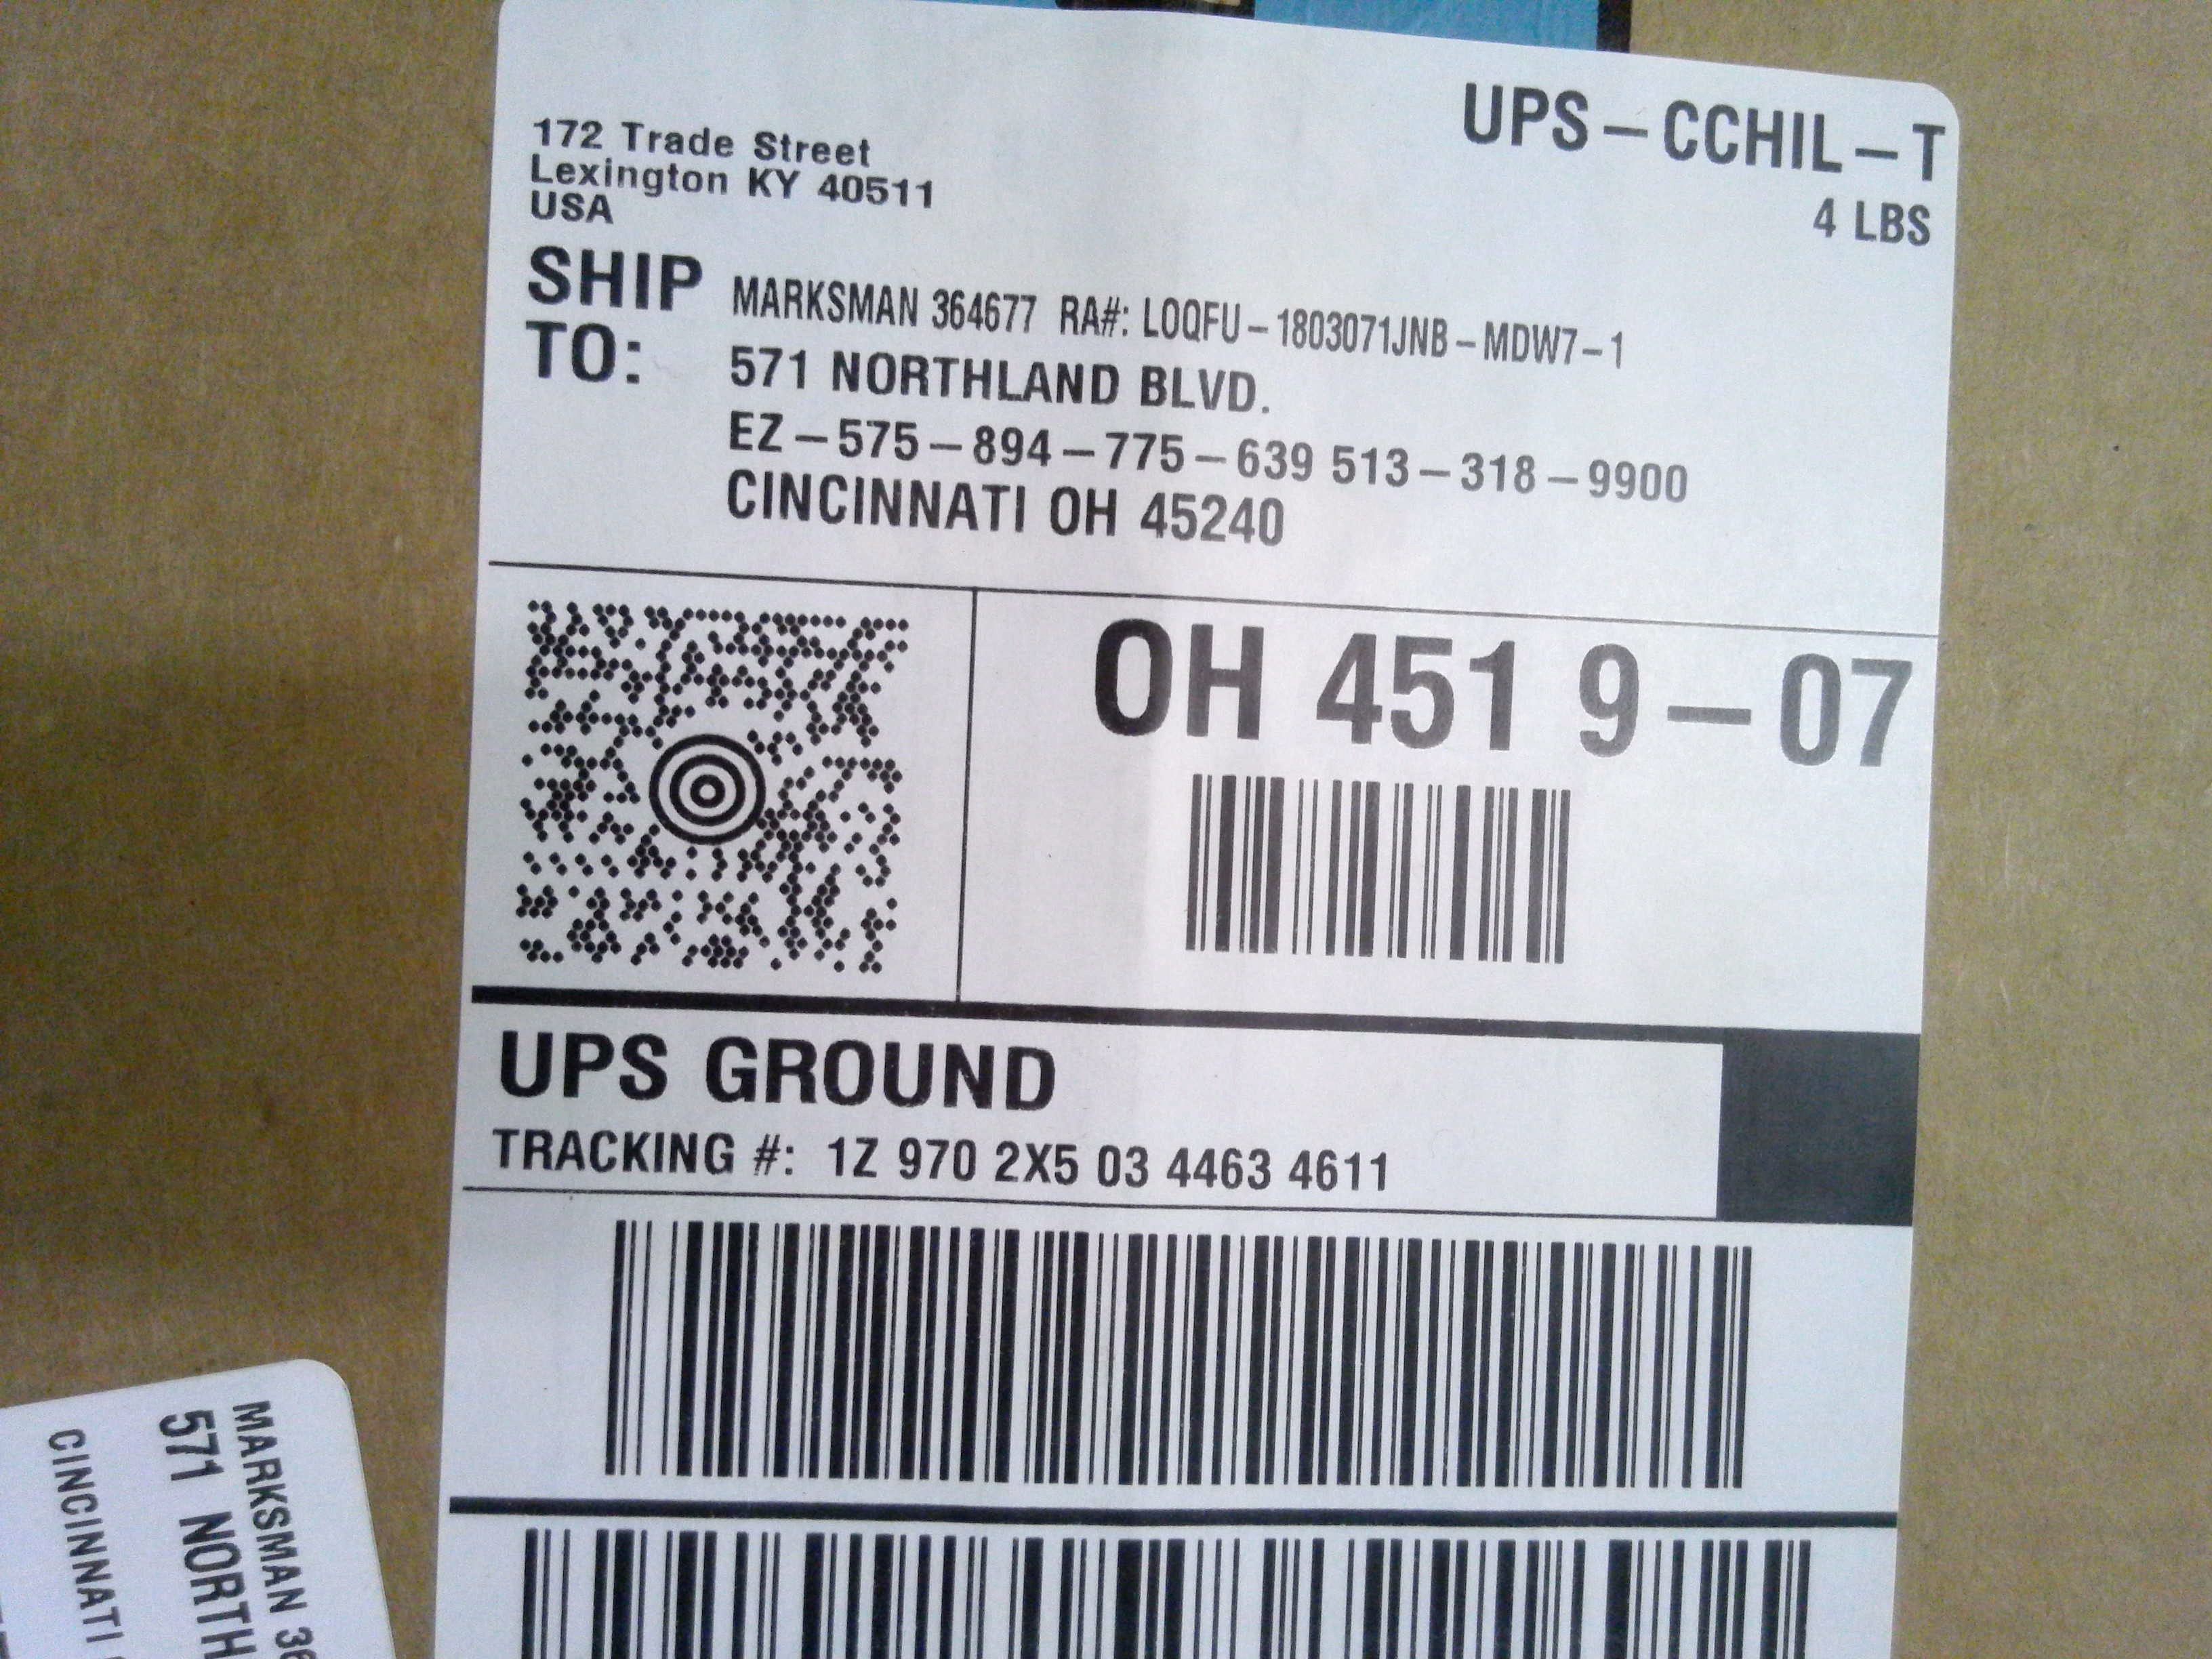 UPS-CCHIL-T
4 LBS
172 Trade Street
Lexington KY 40511
USA
SHIP TO:
MARKSMAN 364677 RA#: LOQFU-1803071JNB-MDW7-1
571 NORTHLAND BLVD.
EZ-575-894-775-639 513-318-9900
CINCINNATI OH 45240
OH 451 9-07
UPS GROUND
TRACKING #: 1Z 970 2X5 03 4463 4611
MARKSMAN 36
571 NORTH
CINCINNATI